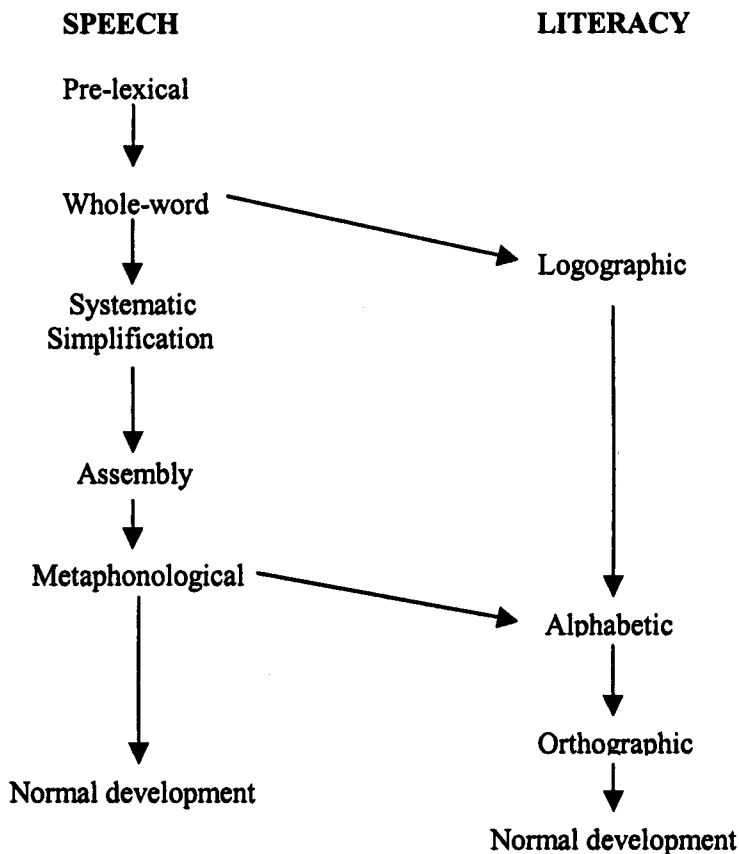 SPEECH
LITERACY
Pre-lexical
Whole-word
Logographic
Systematic
Simplification
Assembly
Metaphonological
Alphabetic
Orthographic
Normal development
Normal development